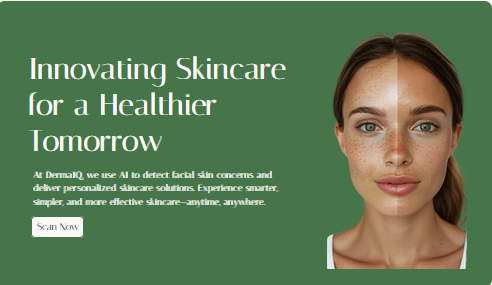 Innovating Skincare
for a Healthier
Tomorrow
At DermaIQ, we use AI to detect facial skin concerns and
deliver personalized skincare solutions. Experience smarter,
simpler, and more effective skincare—anytime, anywhere.
Scan Now